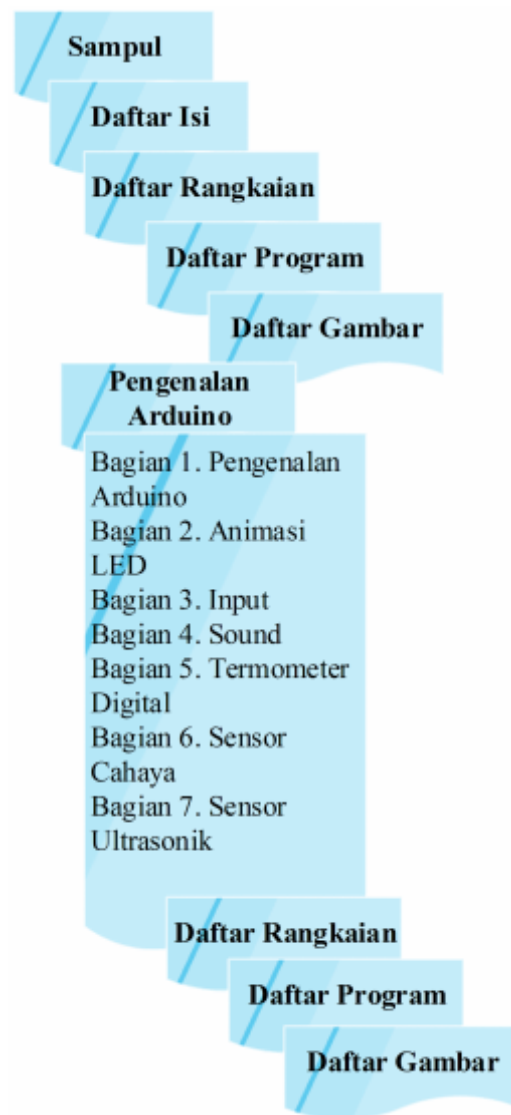 Sampul
Daftar Isi
Daftar Rangkaian
Daftar Program
Daftar Gambar
Pengenalan
Arduino
Bagian 1. Pengenalan
Arduino
Bagian 2. Animasi
LED
Bagian 3. Input
Bagian 4. Sound
Bagian 5. Termometer
Digital
Bagian 6. Sensor
Cahaya
Bagian 7. Sensor
Ultrasonik
Daftar Rangkaian
Daftar Program
Daftar Gambar